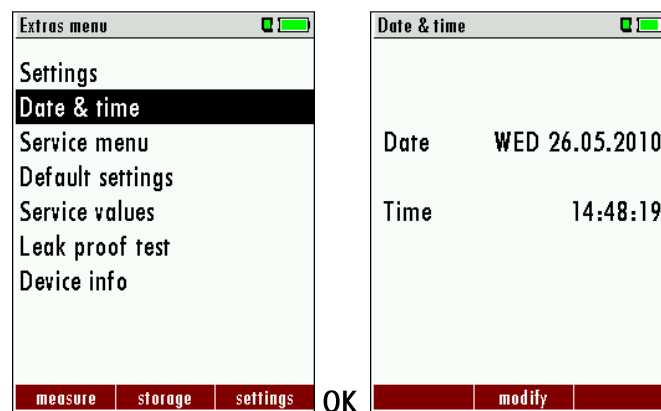 Extras menu
Settings
Date & time
Service menu
Default settings
Service values
Leak proof test
Device info
measure storage settings
OK
Date & time
Date WED 26.05.2010
Time 14:48:19
modify